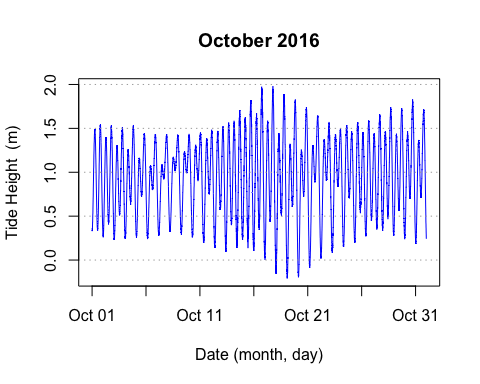 October 2016
Tide Height (m)
2.0
1.5
1.0
0.5
0.0
Oct 01 Oct 11 Oct 21 Oct 31
Date (month, day)